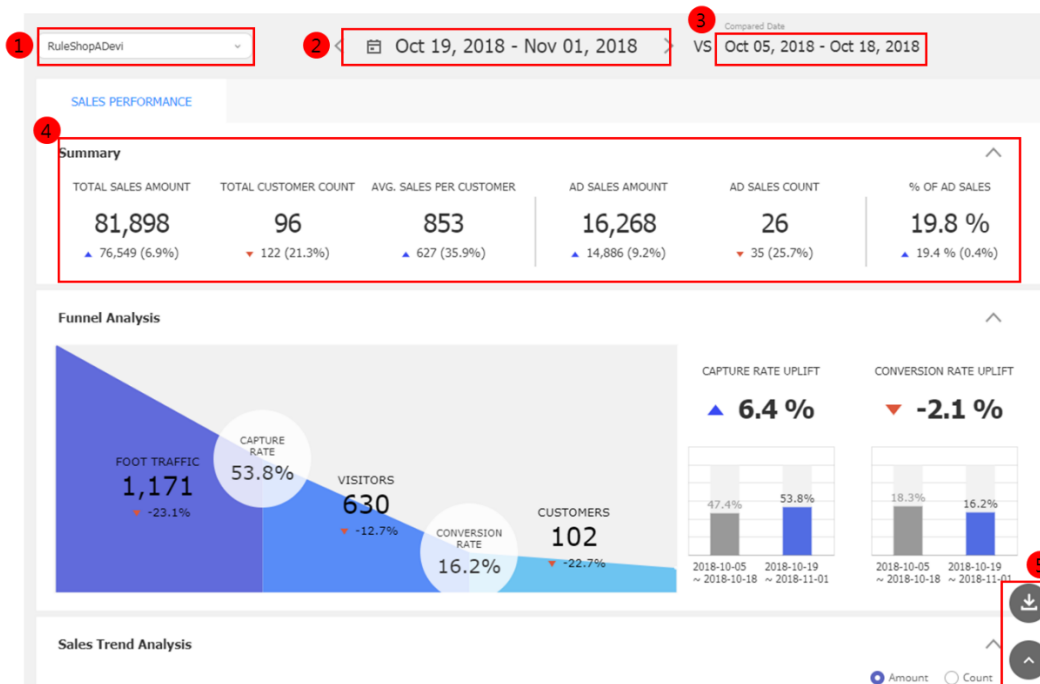 3
Compared Date
1
RuleShopADevi
2
Oct 19, 2018 - Nov 01, 2018
VS
Oct 05, 2018 - Oct 18, 2018
SALES PERFORMANCE
4
Summary
TOTAL SALES AMOUNT
81,898
▲ 76,549 (6.9%)
TOTAL CUSTOMER COUNT
96
▼ 122 (21.3%)
AVG. SALES PER CUSTOMER
853
▲ 627 (35.9%)
AD SALES AMOUNT
16,268
▲ 14,886 (9.2%)
AD SALES COUNT
26
▼ 35 (25.7%)
% OF AD SALES
19.8 %
▲ 19.4 % (0.4%)
Funnel Analysis
FOOT TRAFFIC
1,171
▼ -23.1%
CAPTURE
RATE
53.8%
VISITORS
630
▼ -12.7%
CONVERSION
RATE
16.2%
CUSTOMERS
102
▼ -22.7%
CAPTURE RATE UPLIFT
▲ 6.4 %
47.4%
53.8%
2018-10-05
~ 2018-10-18
2018-10-19
~ 2018-11-01
CONVERSION RATE UPLIFT
▼ -2.1 %
18.3%
16.2%
2018-10-05
~ 2018-10-18
2018-10-19
~ 2018-11-01
5
Sales Trend Analysis
Amount
Count